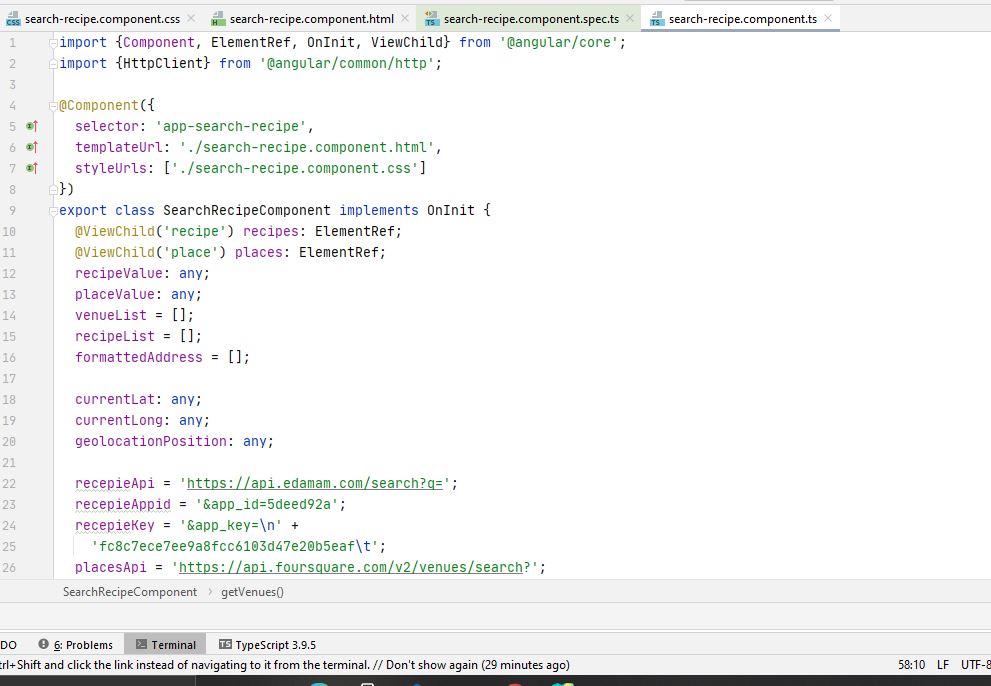 search-recipe.component.css search-recipe.component.html search-recipe.component.spec.ts search-recipe.component.ts
1 import {Component, ElementRef, OnInit, ViewChild} from '@angular/core';
2 import {HttpClient} from '@angular/common/http';
3
4 @Component({
5 selector: 'app-search-recipe',
6 templateUrl: './search-recipe.component.html',
7 styleUrls: ['./search-recipe.component.css']
8 })
9 export class SearchRecipeComponent implements OnInit {
10 @ViewChild('recipe') recipes: ElementRef;
11 @ViewChild('place') places: ElementRef;
12 recipeValue: any;
13 placeValue: any;
14 venueList = [];
15 recipeList = [];
16 formattedAddress = [];
17
18 currentLat: any;
19 currentLong: any;
20 geolocationPosition: any;
21
22 recepieApi = 'https://api.edamam.com/search?q=';
23 recepieAppid = '&app_id=5deed92a';
24 recepieKey = '&app_key=\n' +
25 'fc8c7ece7ee9a8fcc6103d47e20b5eaf\t';
26 placesApi = 'https://api.foursquare.com/v2/venues/search?';
SearchRecipeComponent › getVenues()
DO 6: Problems Terminal TypeScript 3.9.5
trl+Shift and click the link instead of navigating to it from the terminal. // Don't show again (29 minutes ago) 58:10 LF UTF-8